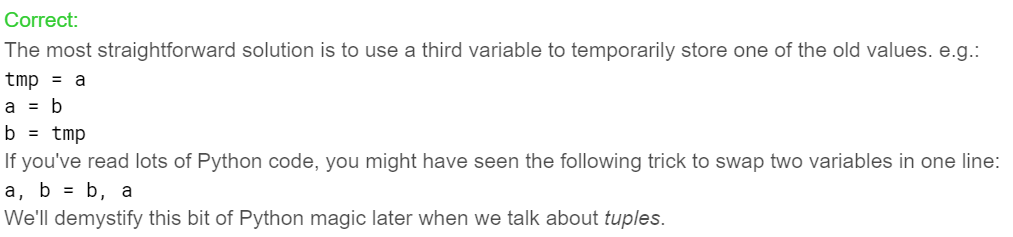 Correct:
The most straightforward solution is to use a third variable to temporarily store one of the old values. e.g.:
tmp = a
a = b
b = tmp
If you've read lots of Python code, you might have seen the following trick to swap two variables in one line:
a, b = b, a
We'll demystify this bit of Python magic later when we talk about tuples.